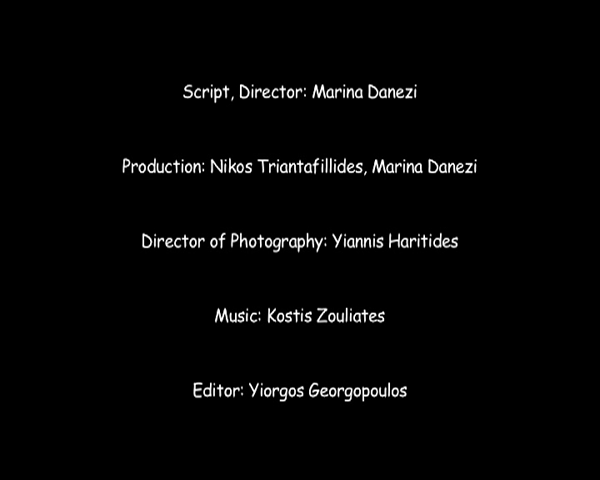 Script, Director: Marina Danezi
Production: Nikos Triantafillides, Marina Danezi
Director of Photography: Yiannis Haritides
Music: Kostis Zouliates
Editor: Yiorgos Georgopoulos